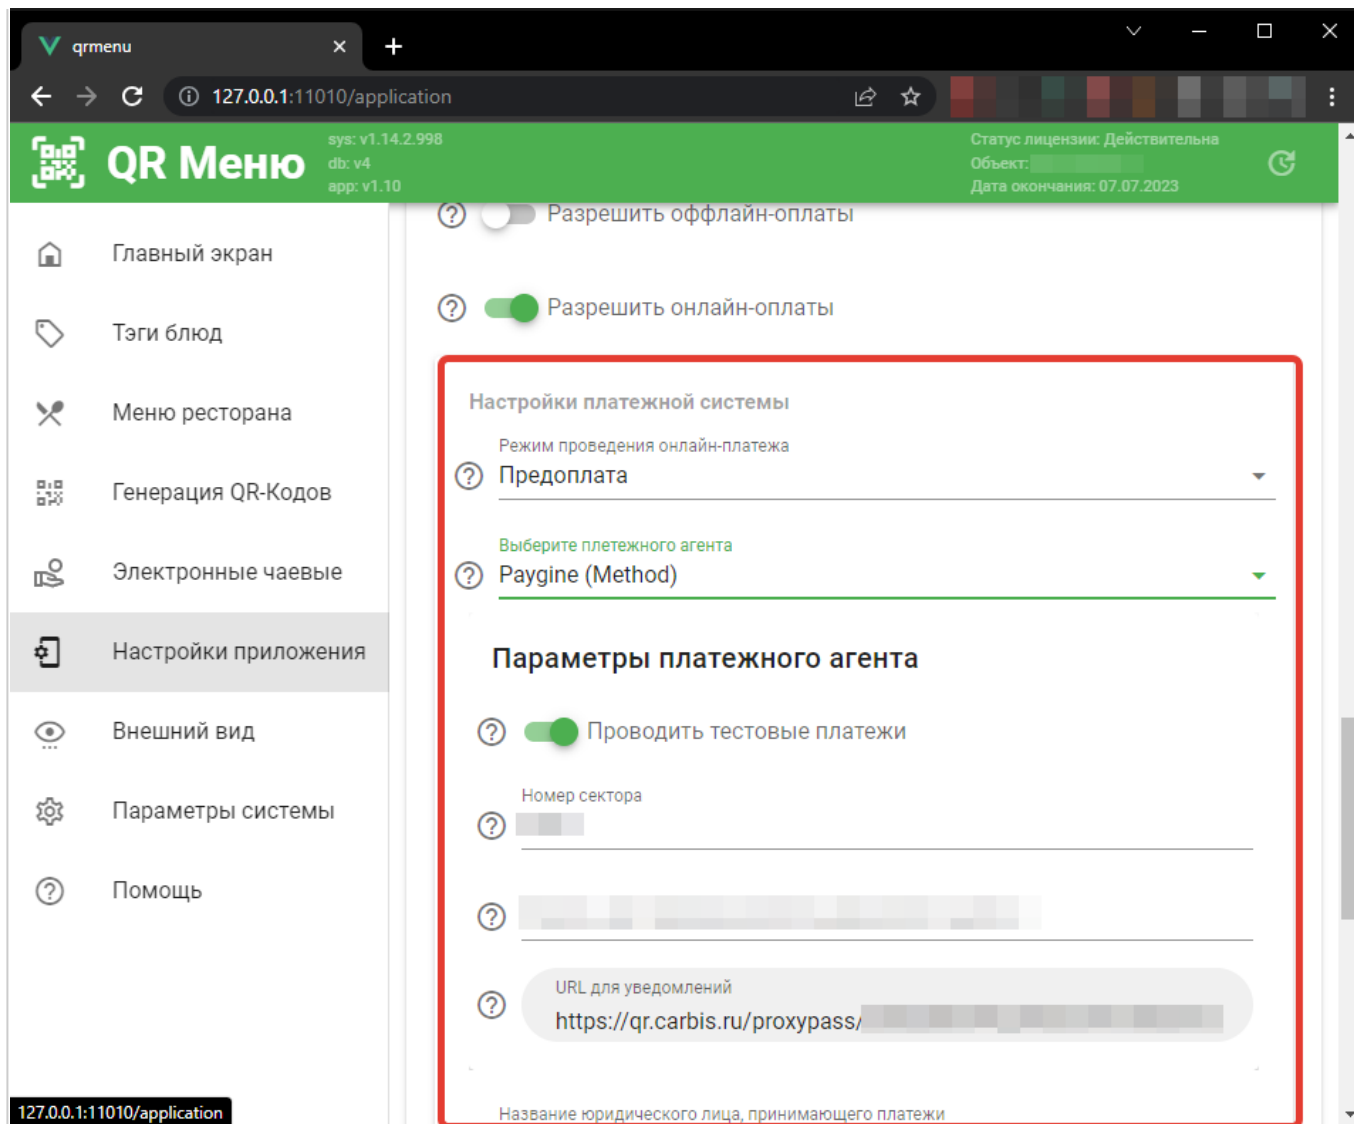 qrmenu
127.0.0.1:11010/application
QR Меню
sys: v1.14.2.998
db: v4
app: v1.10
Статус лицензии: Действительна
Объект:
Дата окончания: 07.07.2023
Главный экран
Тэги блюд
Меню ресторана
Генерация QR-Кодов
Электронные чаевые
Настройки приложения
Внешний вид
Параметры системы
Помощь
Разрешить оффлайн-оплаты
Разрешить онлайн-оплаты
Настройки платежной системы
Режим проведения онлайн-платежа
Предоплата
Выберите плетежного агента
Paygine (Method)
Параметры платежного агента
Проводить тестовые платежи
Номер сектора
URL для уведомлений
https://qr.carbis.ru/proxypass/
Название юридического лица, принимающего платежи
127.0.0.1:11010/application